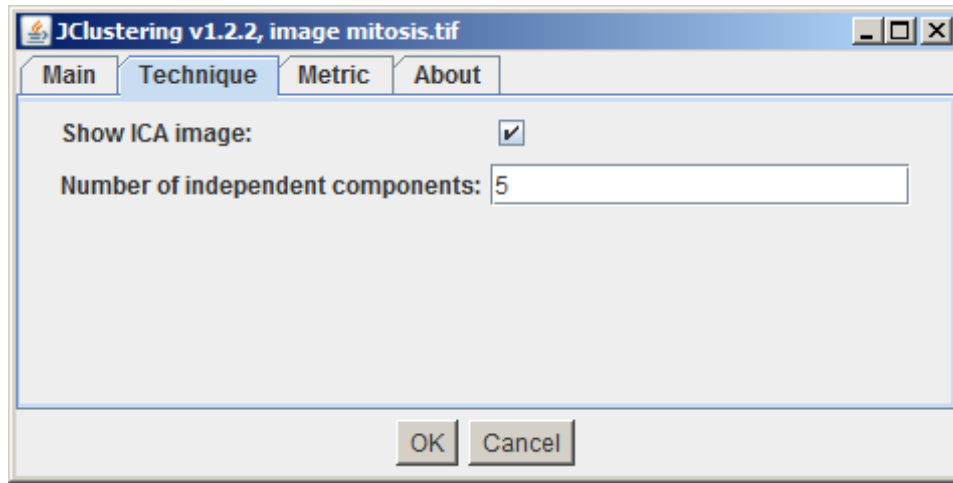 JClustering v1.2.2, image mitosis.tif
Main Technique Metric About
Show ICA image:
Number of independent components: 5
OK Cancel